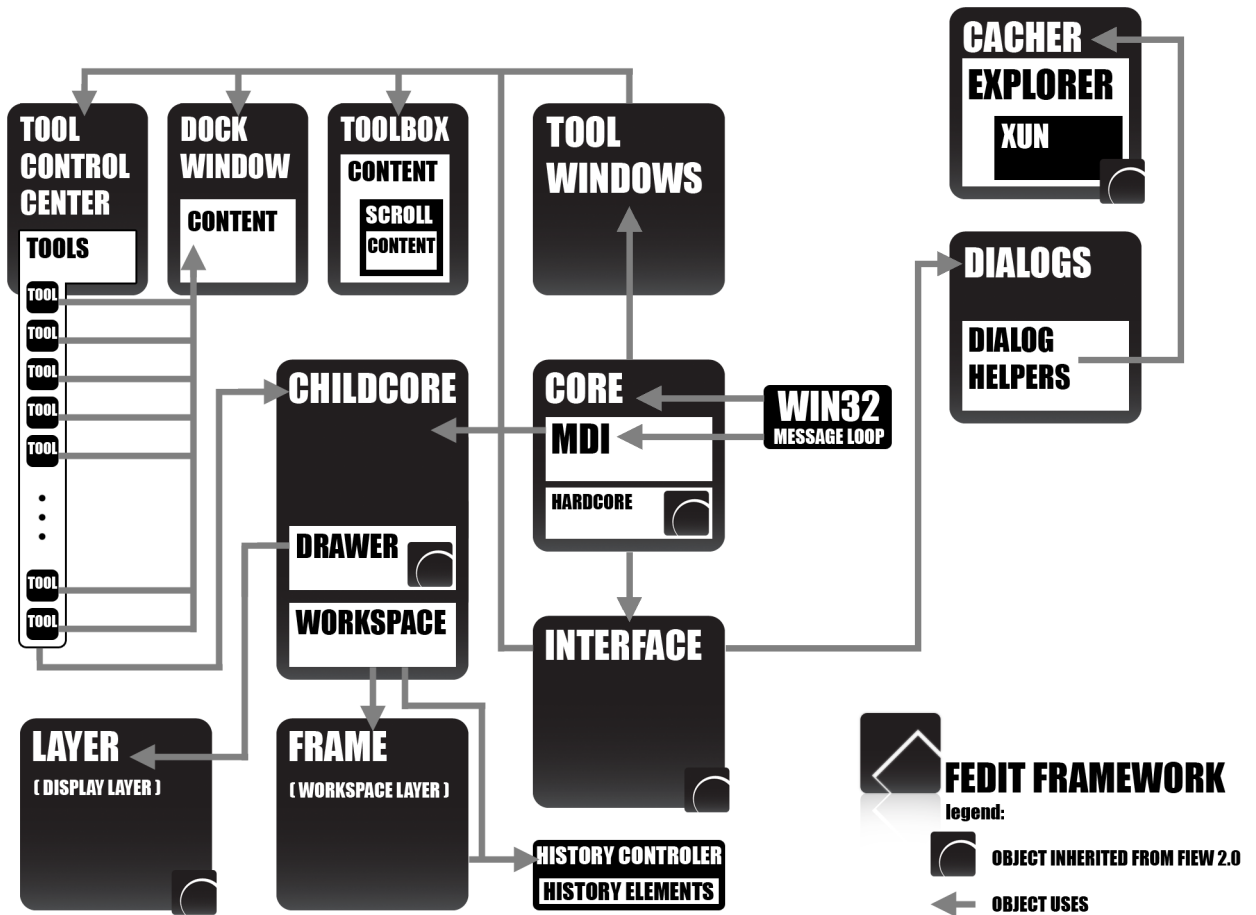 CACHER
EXPLORER
XUN
TOOL
CONTROL
CENTER
TOOLS
TOOL
TOOL
TOOL
TOOL
TOOL
TOOL
TOOL
DOCK
WINDOW
CONTENT
TOOLBOX
CONTENT
SCROLL
CONTENT
TOOL
WINDOWS
DIALOGS
DIALOG
HELPERS
CHILDCORE
DRAWER
WORKSPACE
CORE
MDI
HARDCORE
WIN32
MESSAGE LOOP
INTERFACE
LAYER
( DISPLAY LAYER )
FRAME
( WORKSPACE LAYER )
HISTORY CONTROLER
HISTORY ELEMENTS
FEDIT FRAMEWORK
legend:
OBJECT INHERITED FROM FIEW 2.0
OBJECT USES